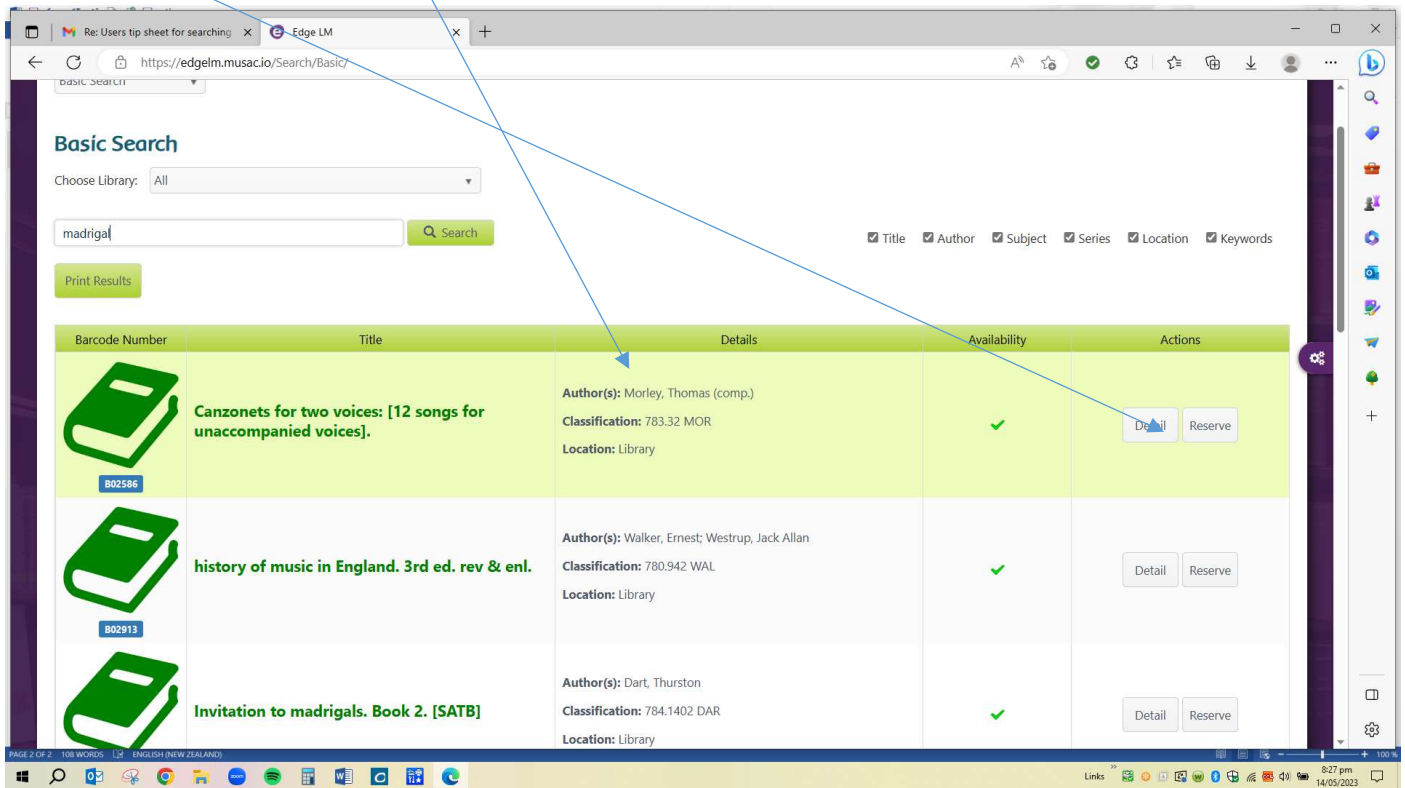 Re: Users tip sheet for searching
Edge LM
https://edgelm.musac.io/Search/Basic/
Basic Search
Basic Search
Choose Library: All
madrigal
Search
Title Author Subject Series Location Keywords
Print Results
Barcode Number Title Details Availability Actions
Author(s): Morley, Thomas (comp.)
Canzonets for two voices: [12 songs for
unaccompanied voices].
Classification: 783.32 MOR
Detail Reserve
Location: Library
B02586
Author(s): Walker, Ernest; Westrup, Jack Allan
history of music in England. 3rd ed. rev & enl.
Classification: 780.942 WAL
Detail Reserve
Location: Library
B02913
Author(s): Dart, Thurston
Invitation to madrigals. Book 2. [SATB]
Classification: 784.1402 DAR
Detail Reserve
Location: Library
PAGE 2 OF 2 108 WORDS ENGLISH (NEW ZEALAND) 100 %
zoom
Links
8:27 pm
14/05/2023